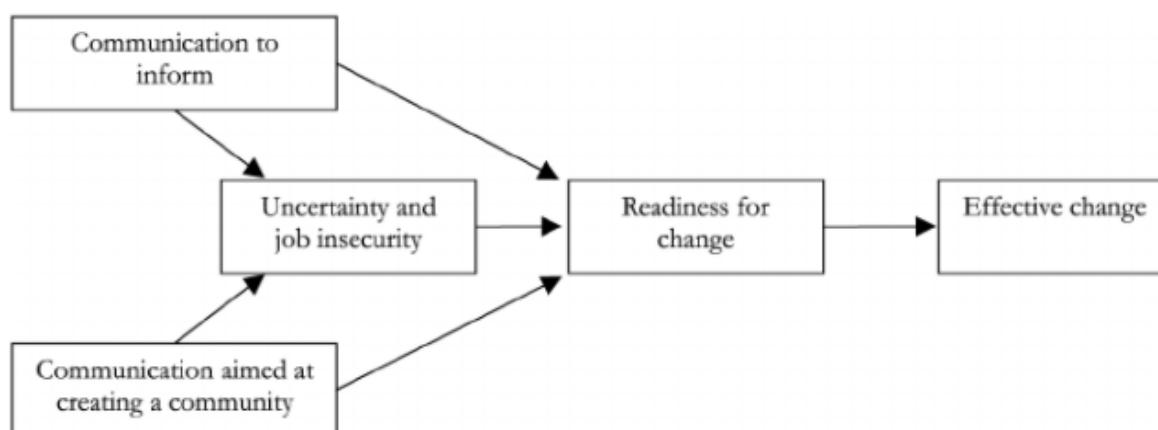 Communication to
inform
Uncertainty and
job insecurity
Readiness for
change
Effective change
Communication aimed at
creating a community